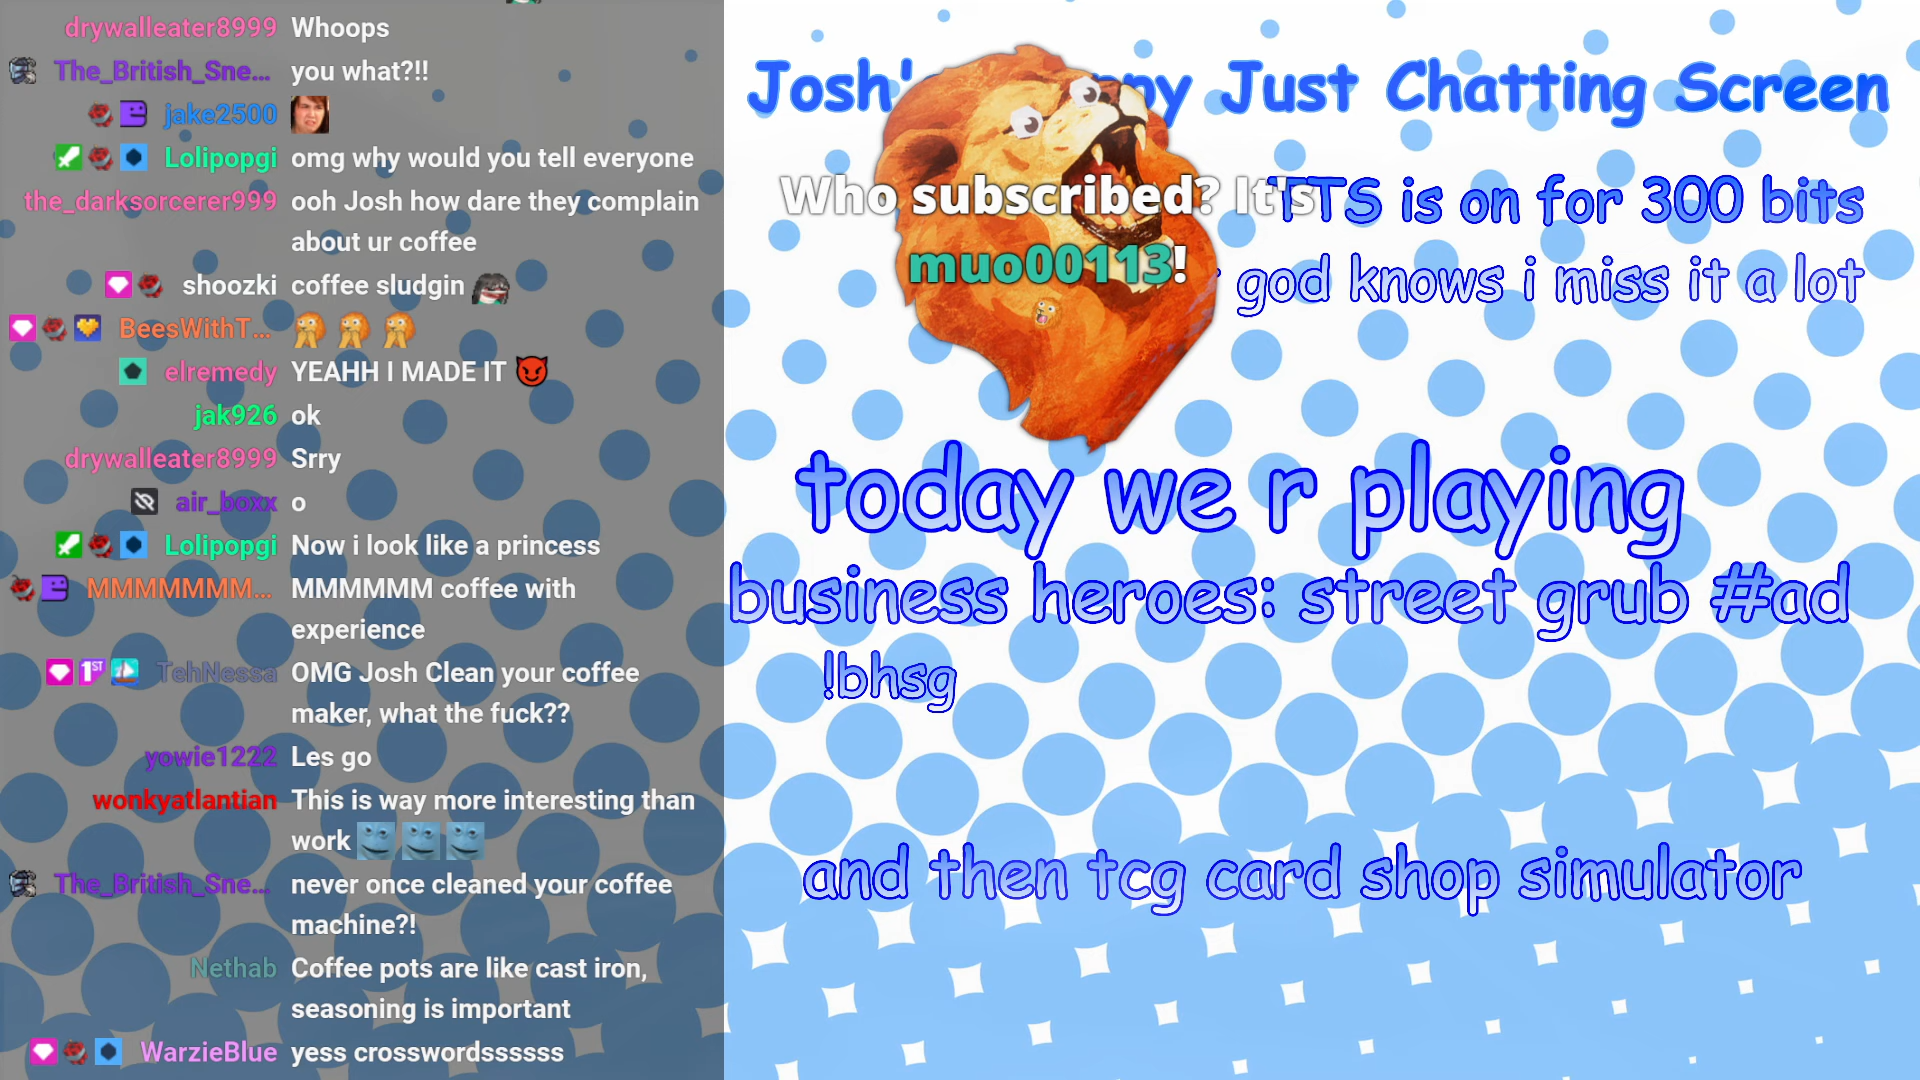 drywalleater8999 Whoops
The_British_Sne... you what?!!
jake2500
Lolipopgi omg why would you tell everyone
the_darksorcerer999 ooh Josh how dare they complain
about ur coffee
shoozki coffee sludgin
BeesWithT...
elremedy YEAHH I MADE IT
jak926 ok
drywalleater8999 Srry
air_boxx o
Lolipopgi Now i look like a princess
MMMMMMM... MMMMMM coffee with
experience
TehNessa OMG Josh Clean your coffee
maker, what the fuck??
yowie1222 Les go
wonkyatlantian This is way more interesting than
work
The_British_Sne... never once cleaned your coffee
machine?!
Nethab Coffee pots are like cast iron,
seasoning is important
WarzieBlue yess crosswordssssss
Josh' py Just Chatting Screen
Who subscribed? It's
muo00113!
TTS is on for 300 bits
god knows i miss it a lot
today we r playing
business heroes: street grub #ad
!bhsg
and then tcg card shop simulator